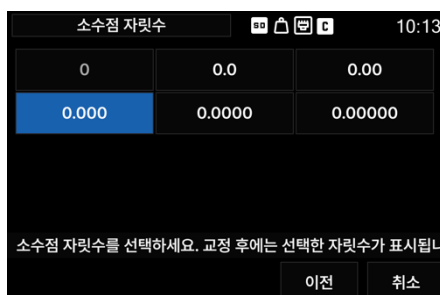 소수점 자릿수 SD C 10:13
0 0.0 0.00
0.000 0.0000 0.00000
소수점 자릿수를 선택하세요. 교정 후에는 선택한 자릿수가 표시됩니
이전 취소